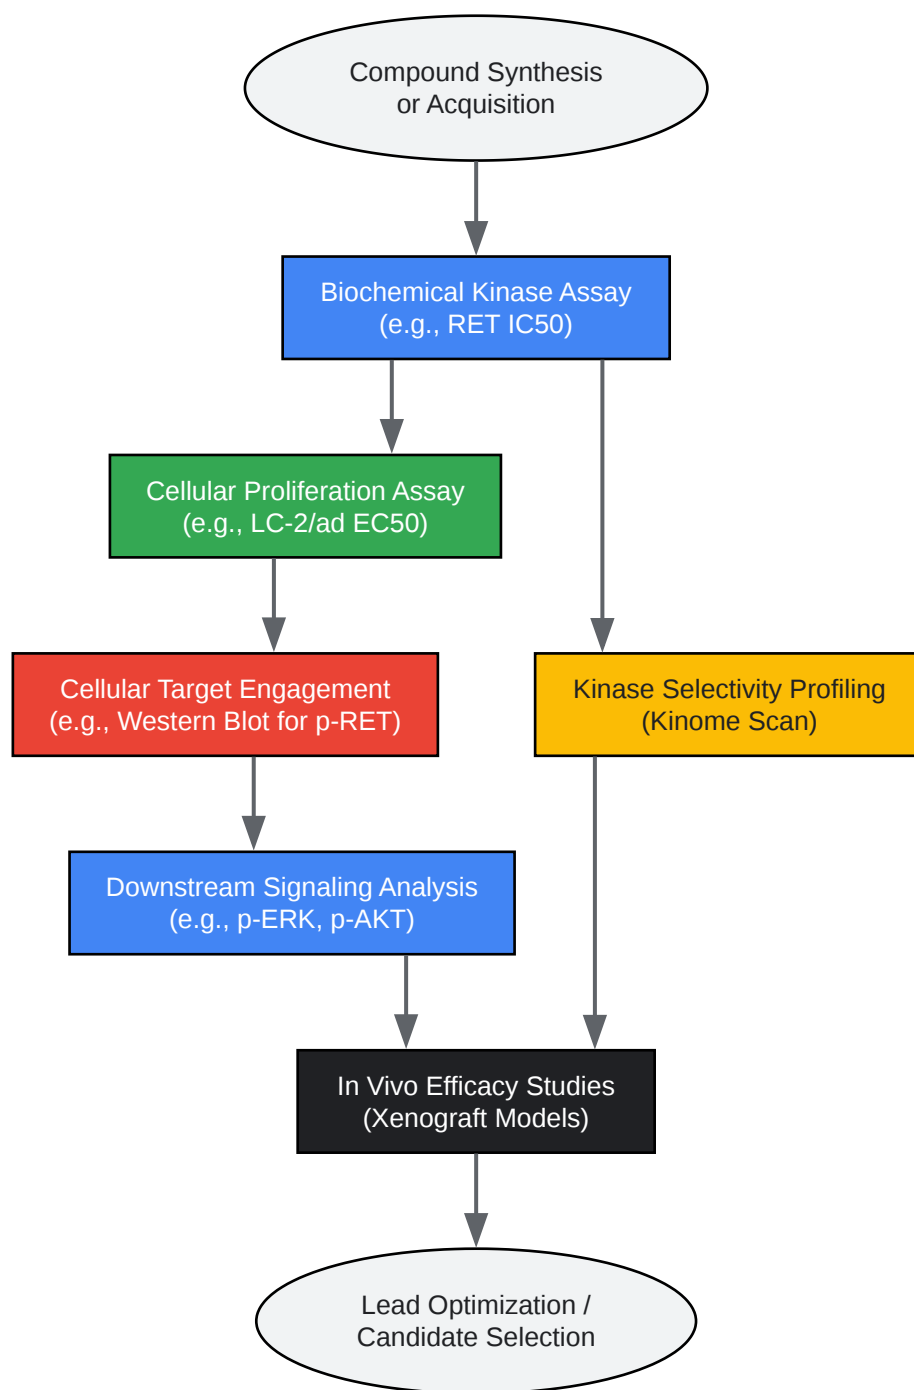 Compound Synthesis
or Acquisition
Biochemical Kinase Assay
(e.g., RET IC50)
Cellular Proliferation Assay
(e.g., LC-2/ad EC50)
Cellular Target Engagement
(e.g., Western Blot for p-RET)
Kinase Selectivity Profiling
(Kinome Scan)
Downstream Signaling Analysis
(e.g., p-ERK, p-AKT)
In Vivo Efficacy Studies
(Xenograft Models)
Lead Optimization /
Candidate Selection